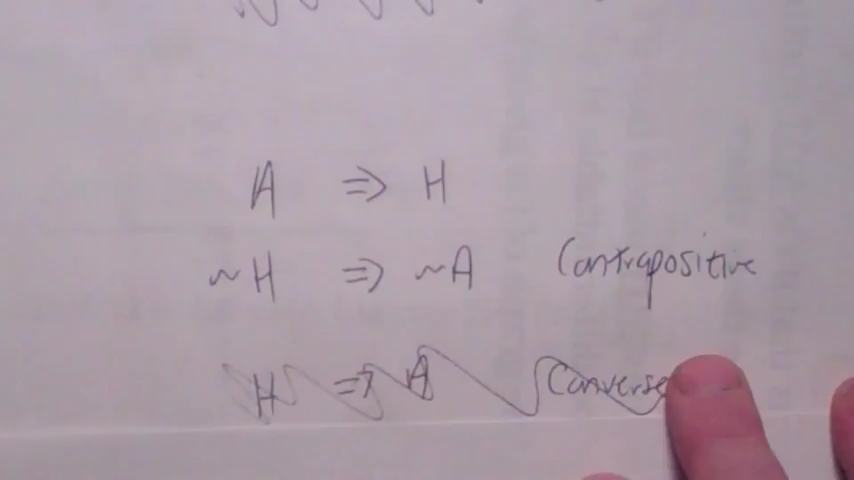 A ⇒ H
~H ⇒ ~A Contrapositive
H ⇒ A Converse